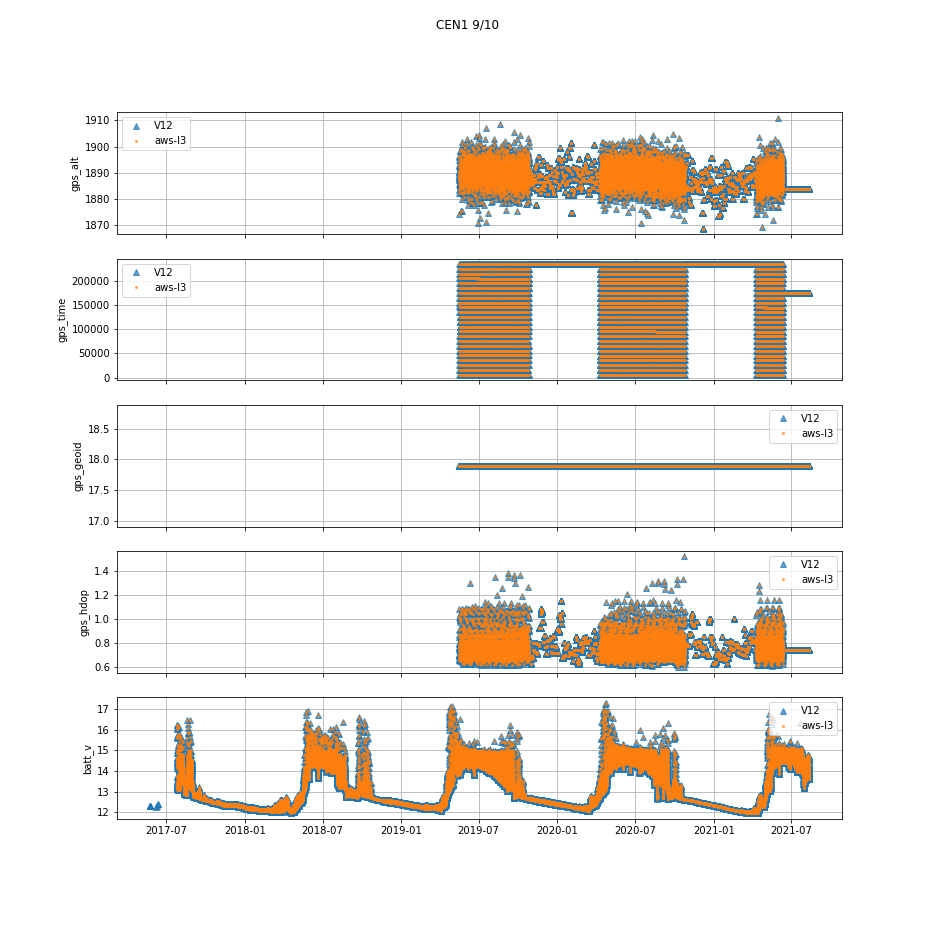 CEN1 9/10
1910
1900
1890
1880
1870
gps_alt
V12
aws-l3
200000
150000
100000
50000
0
gps_time
V12
aws-l3
18.5
18.0
17.5
17.0
gps_geoid
V12
aws-l3
1.4
1.2
1.0
0.8
0.6
gps_hdop
V12
aws-l3
17
16
15
14
13
12
batt_v
V12
aws-l3
2017-07 2018-01 2018-07 2019-01 2019-07 2020-01 2020-07 2021-01 2021-07